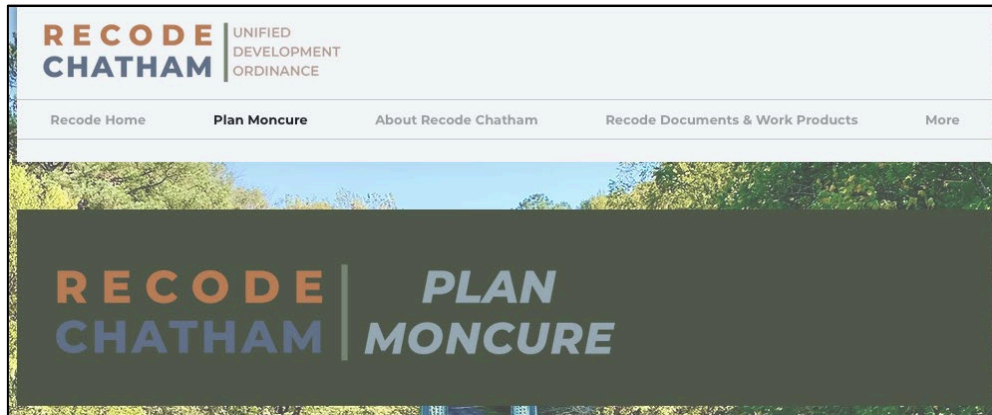 RECODE
CHATHAM
UNIFIED
DEVELOPMENT
ORDINANCE
Recode Home
Plan Moncure
About Recode Chatham
Recode Documents & Work Products
More
RECODE
CHATHAM
PLAN
MONCURE